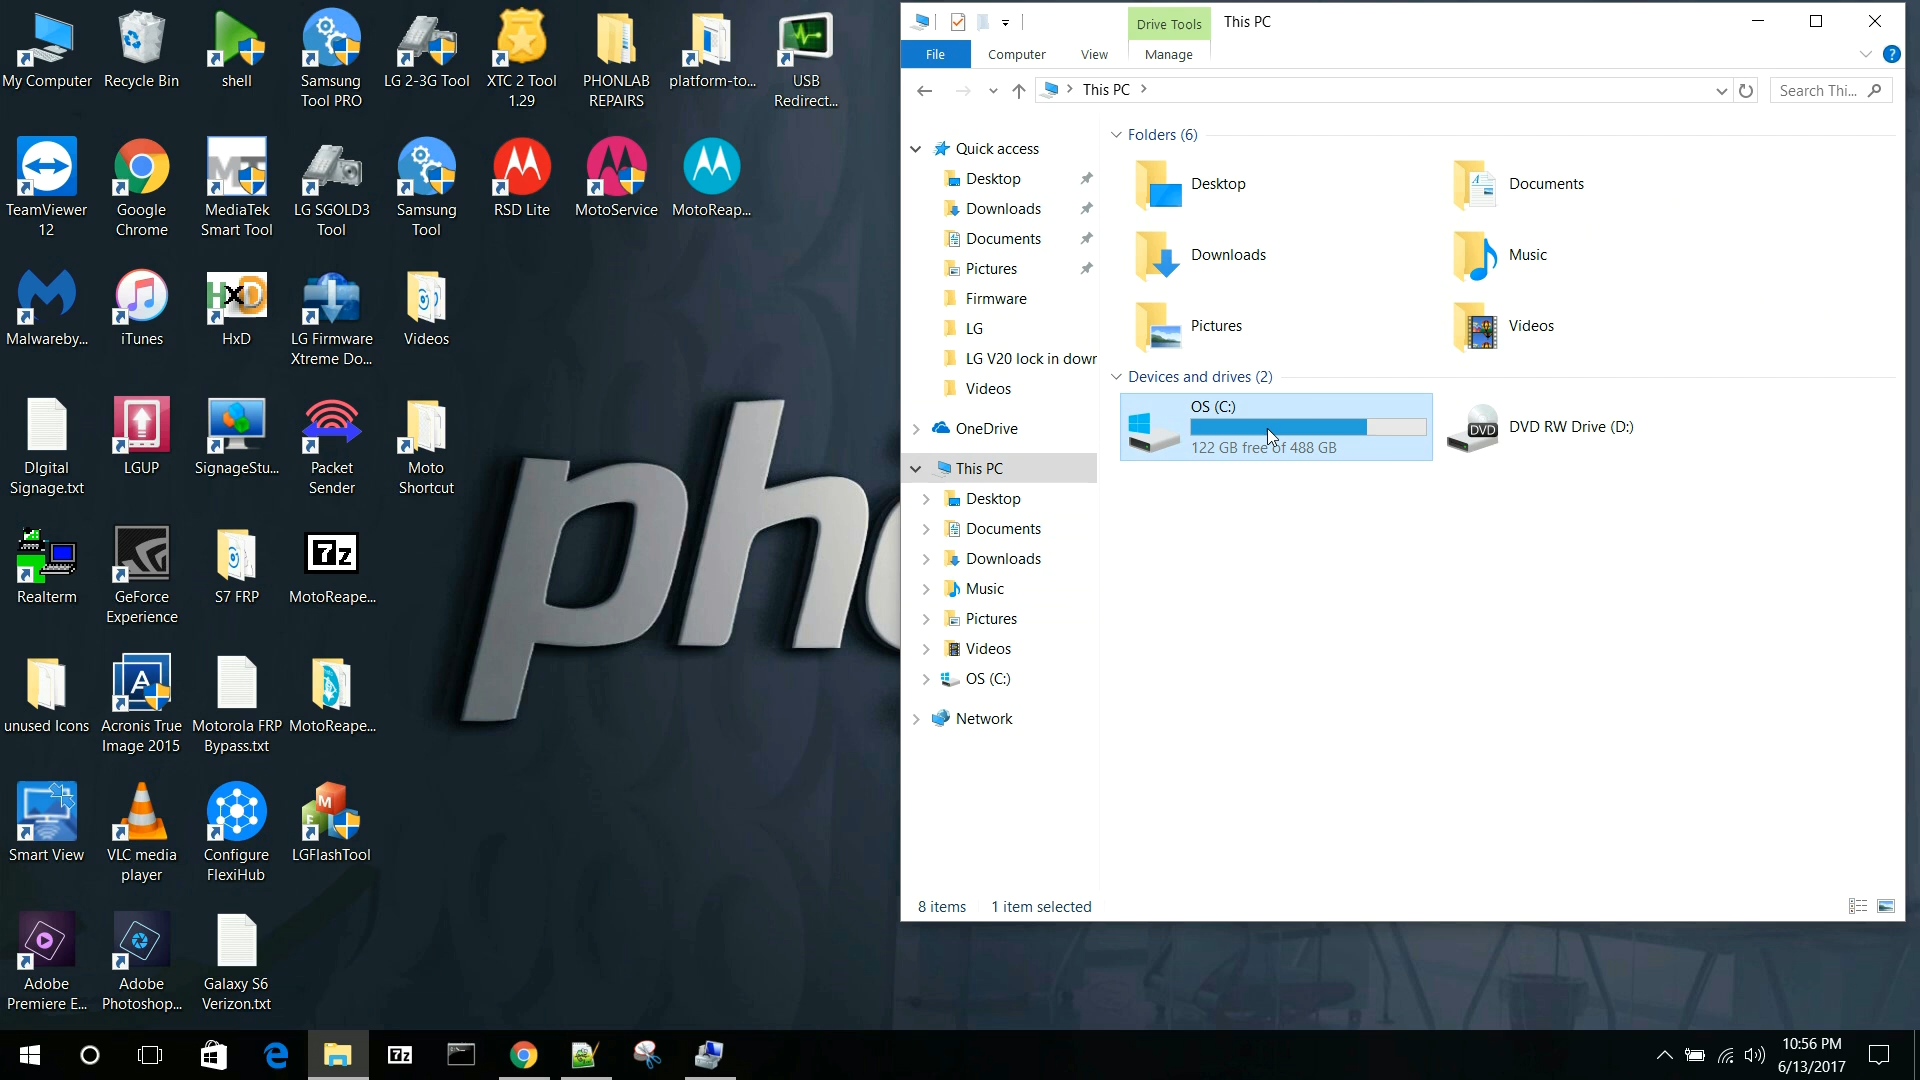 My Computer
Recycle Bin
shell
Samsung
Tool PRO
LG 2-3G Tool
XTC 2 Tool
1.29
PHONLAB
REPAIRS
platform-to...
USB
Redirect...
TeamViewer
12
Google
Chrome
MT
MediaTek
Smart Tool
LG SGOLD3
Tool
Samsung
Tool
RSD Lite
MotoService
MotoReap...
Malwareby...
iTunes
HxD
HxD
LG Firmware
Xtreme Do...
Videos
DIgital
Signage.txt
LGUP
SignageStu...
Packet
Sender
Moto
Shortcut
Realterm
GeForce
Experience
S7 FRP
7z
MotoReape...
unused Icons
A
Acronis True
Image 2015
Motorola FRP
Bypass.txt
MotoReape...
Smart View
VLC media
player
Configure
FlexiHub
M
F
LGFlashTool
Adobe
Premiere E...
Adobe
Photoshop...
Galaxy S6
Verizon.txt
pho
Drive Tools
This PC
File
Computer
View
Manage
?
This PC
Search Thi...
Quick access
Desktop
Downloads
Documents
Pictures
Firmware
LG
LG V20 lock in down
Videos
OneDrive
This PC
Desktop
Documents
Downloads
Music
Pictures
Videos
OS (C:)
Network
Folders (6)
Desktop
Documents
Downloads
Music
Pictures
Videos
Devices and drives (2)
OS (C:)
122 GB free of 488 GB
DVD
DVD RW Drive (D:)
8 items
1 item selected
7z
10:56 PM
6/13/2017